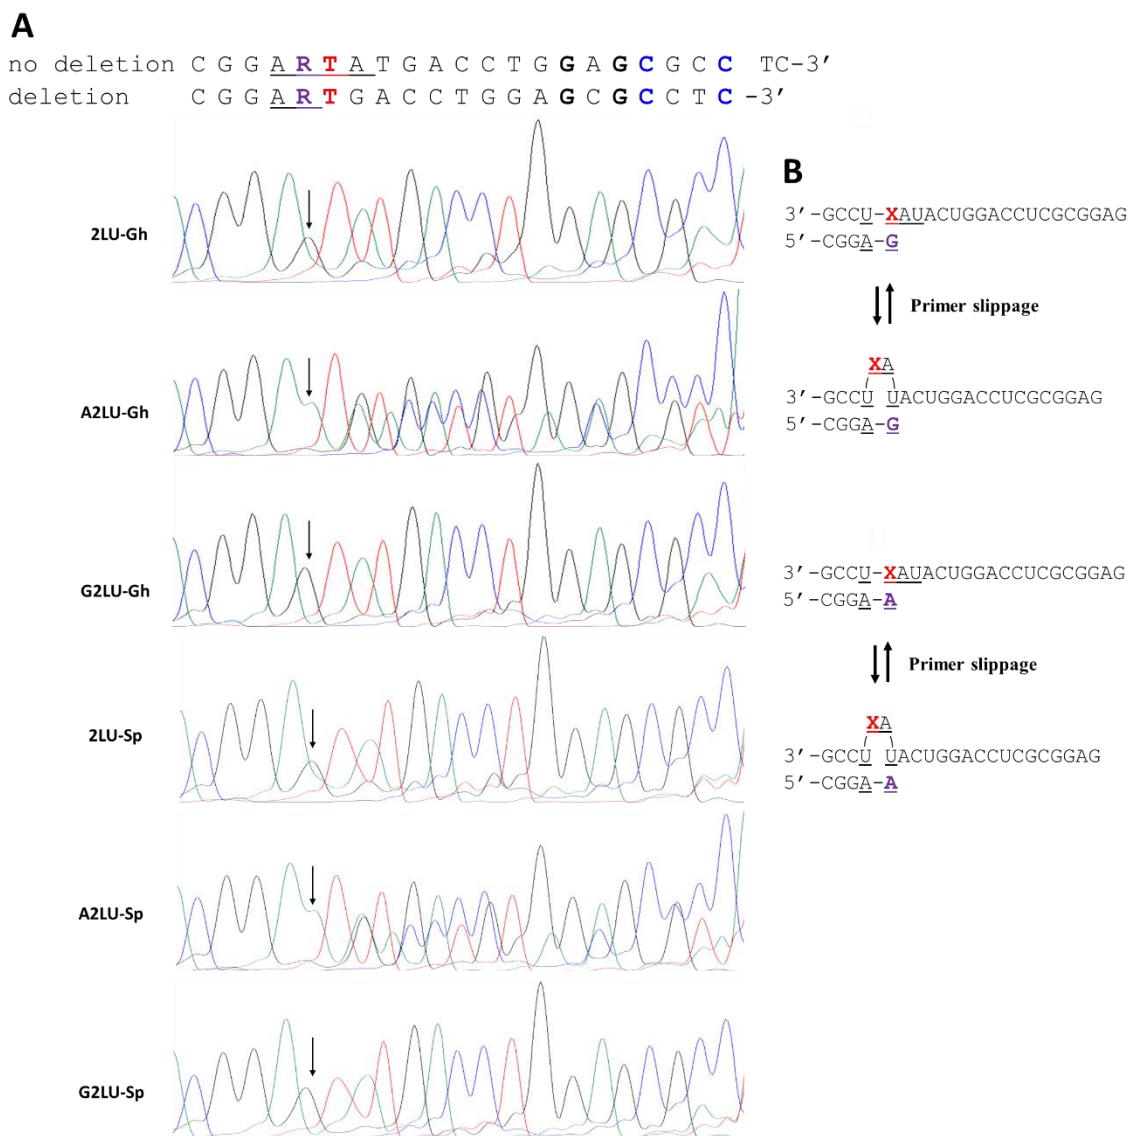 A
no deletion C G G A R T A T G A C C T G G A G C G C C TC-3′
deletion C G G A R T G A C C T G G A G C G C C T C -3′
2LU-Gh
A2LU-Gh
G2LU-Gh
2LU-Sp
A2LU-Sp
G2LU-Sp
B
3′-GCCU-XAUACUGGACCUCGCGGAG
5′-CGGA-G
Primer slippage
XA
3′-GCCU UACUGGACCUCGCGGAG
5′-CGGA-G
3′-GCCU-XAUACUGGACCUCGCGGAG
5′-CGGA-A
Primer slippage
XA
3′-GCCU UACUGGACCUCGCGGAG
5′-CGGA-A